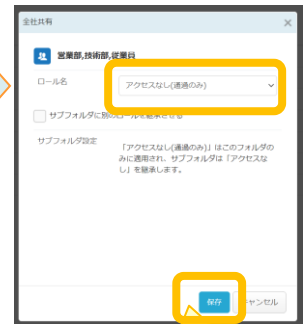 全社共有
営業部,技術部,従業員
ロール名
アクセスなし(通過のみ)
サブフォルダに別のロールを継承させる
サブフォルダ設定
「アクセスなし(通過のみ)」はこのフォルダの
みに適用され、サブフォルダは「アクセスな
し」を継承します。
保存
キャンセル